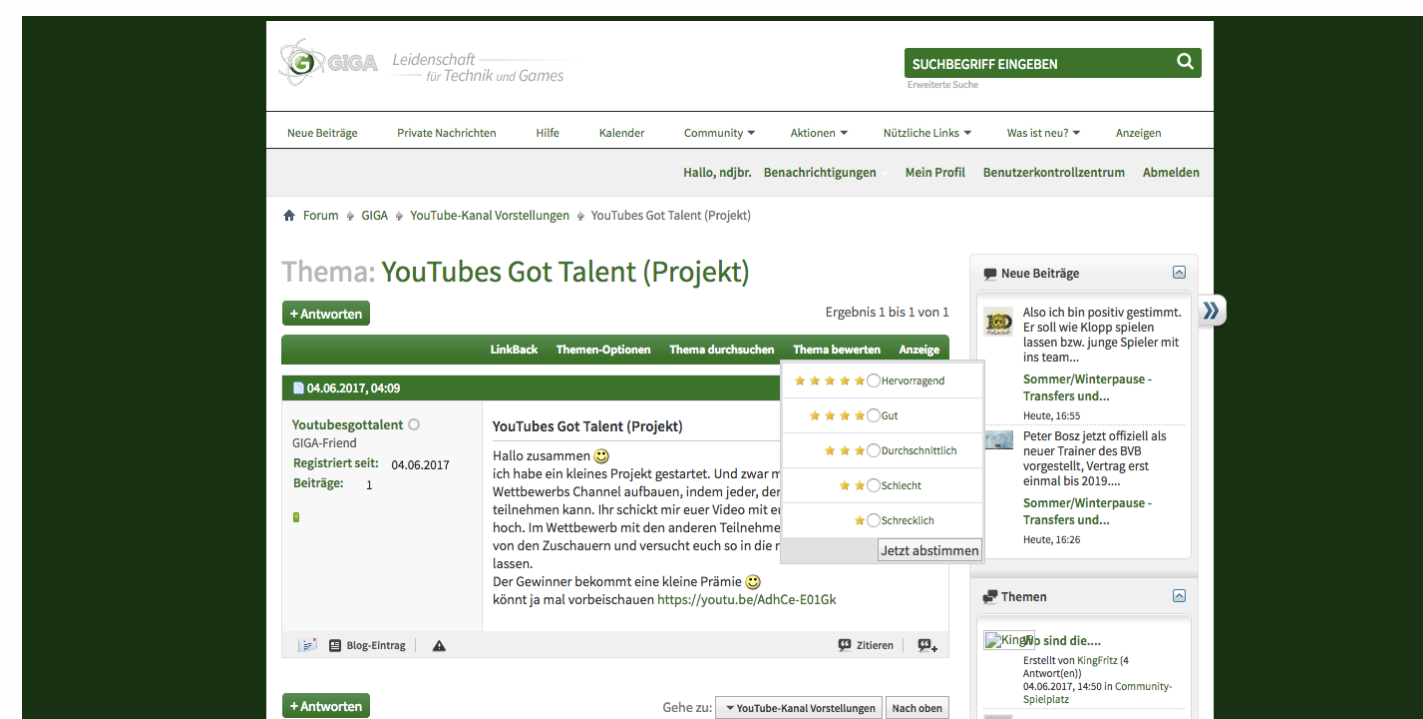 GIGA Leidenschaft
für Technik und Games
SUCHBEGRIFF EINGEBEN
Erweiterte Suche
Neue Beiträge Private Nachrichten Hilfe Kalender Community Aktionen Nützliche Links Was ist neu? Anzeigen
Hallo, ndjbr. Benachrichtigungen Mein Profil Benutzerkontrollzentrum Abmelden
Forum GIGA YouTube-Kanal Vorstellungen YouTubes Got Talent (Projekt)
Thema: YouTubes Got Talent (Projekt)
+ Antworten
Ergebnis 1 bis 1 von 1
LinkBack Themen-Optionen Thema durchsuchen Thema bewerten Anzeige
Hervorragend
Gut
Durchschnittlich
Schlecht
Schrecklich
Jetzt abstimmen
04.06.2017, 04:09
Youtubesgottalent
GIGA-Friend
Registriert seit: 04.06.2017
Beiträge: 1
YouTubes Got Talent (Projekt)
Hallo zusammen
ich habe ein kleines Projekt gestartet. Und zwar
Wettbewerbs Channel aufbauen, indem jeder,
teilnehmen kann. Ihr schickt mir euer Video mit
hoch. Im Wettbewerb mit den anderen
von den Zuschauern und versucht euch so in die
lassen.
Der Gewinner bekommt eine kleine Prämie
könnt ja mal vorbeischauen https://youtu.be/AdhCe-E01Gk
Blog-Eintrag
Zitieren
+ Antworten
Gehe zu: YouTube-Kanal Vorstellungen Nach oben
Neue Beiträge
Also ich bin positiv gestimmt.
Er soll wie Klopp spielen
lassen bzw. junge Spieler mit
ins team...
Sommer/Winterpause -
Transfers und...
Heute, 16:55
Peter Bosz jetzt offiziell als
neuer Trainer des BVB
vorgestellt, Vertrag erst
einmal bis 2019....
Sommer/Winterpause -
Transfers und...
Heute, 16:26
Themen
Wo sind die....
Erstellt von KingFritz (4
Antwort(en))
04.06.2017, 14:50 in Community-
Spielplatz